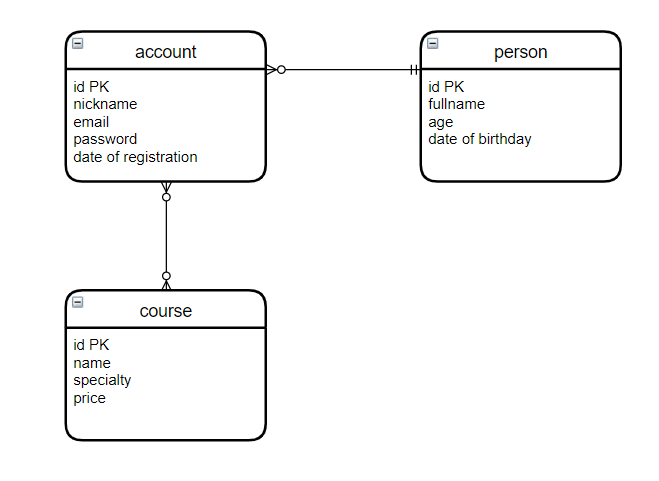 account
id PK
nickname
email
password
date of registration
person
id PK
fullname
age
date of birthday
course
id PK
name
specialty
price